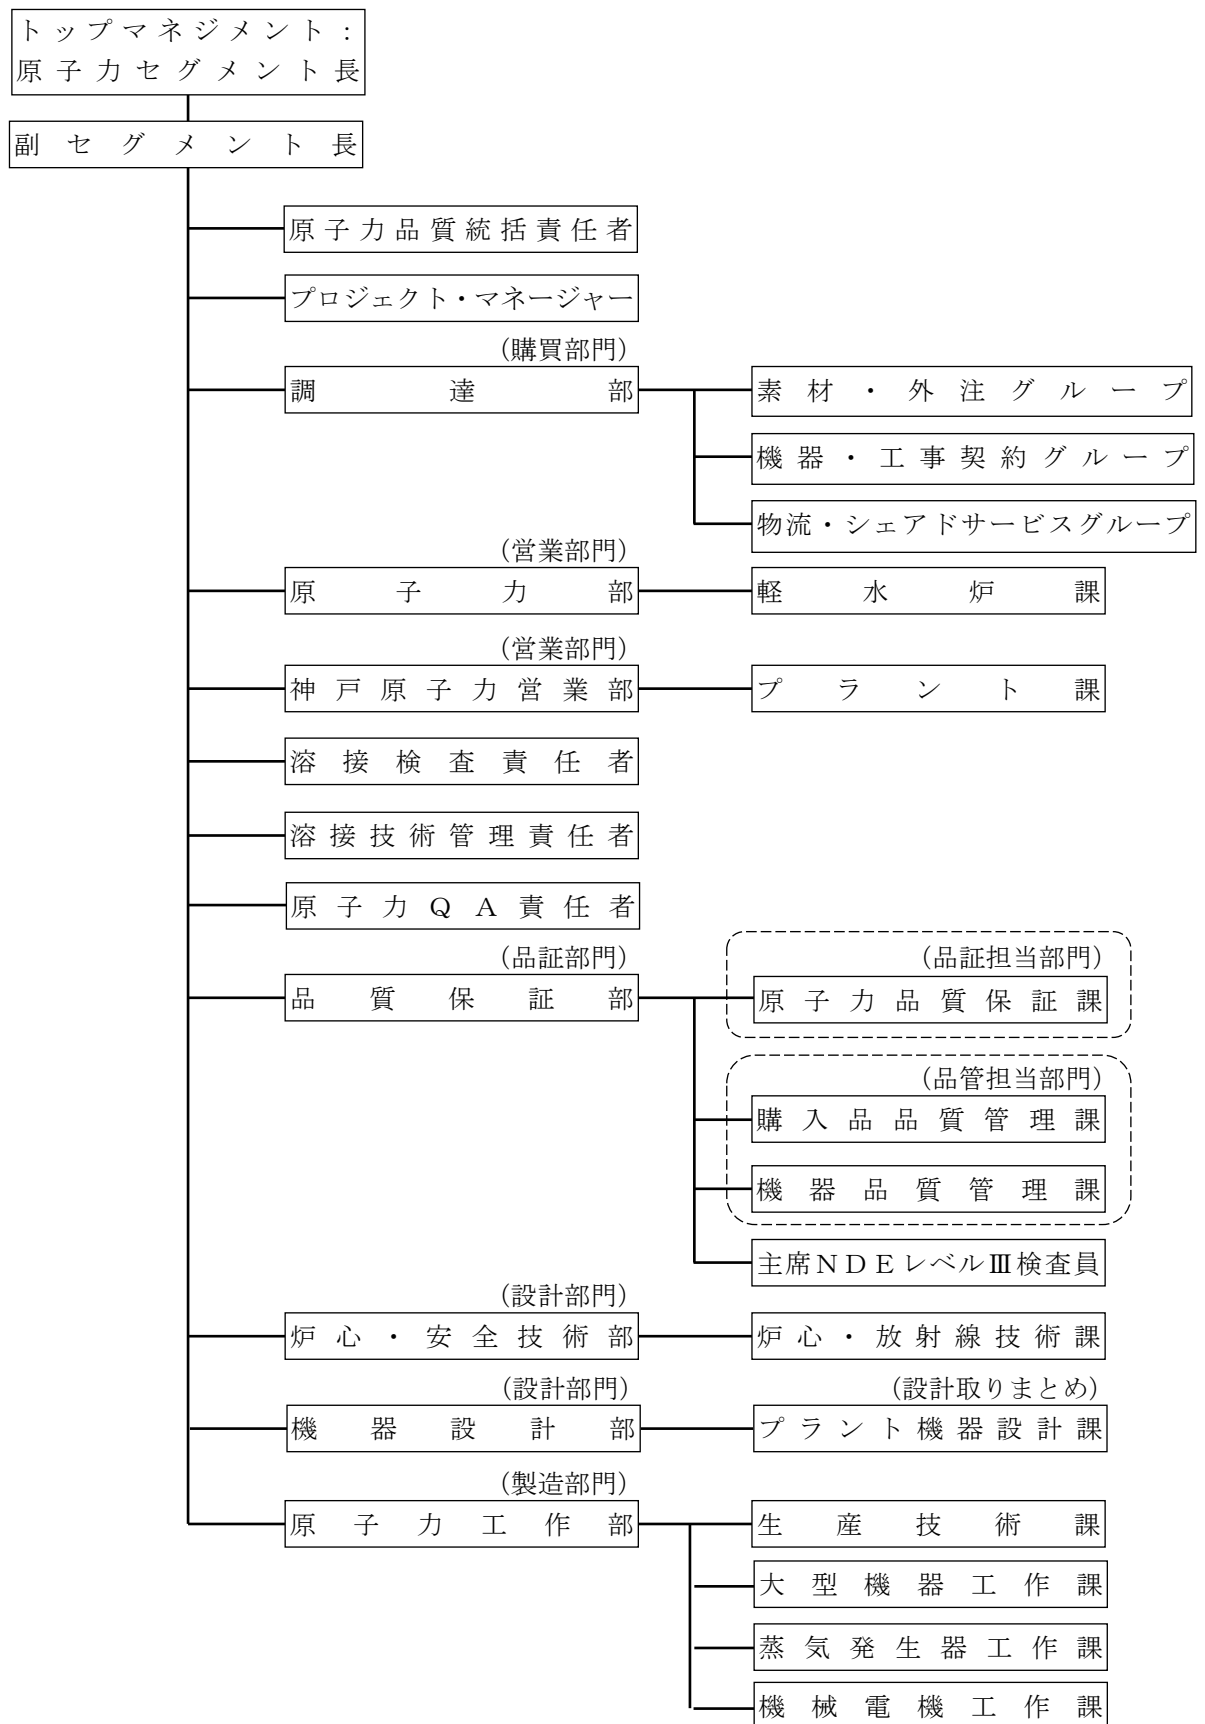 トップマネジメント：
原子力セグメント長
副セグメント長
原子力品質統括責任者
プロジェクト・マネージャー
（購買部門）
調達部
素材・外注グループ
機器・工事契約グループ
物流・シェアドサービスグループ
（営業部門）
原子力部
軽水炉課
（営業部門）
神戸原子力営業部
プラント課
溶接検査責任者
溶接技術管理責任者
原子力ＱＡ責任者
（品証部門）
品質保証部
（品証担当部門）
原子力品質保証課
（品管担当部門）
購入品品質管理課
機器品質管理課
主席ＮＤＥレベルⅢ検査員
（設計部門）
炉心・安全技術部
炉心・放射線技術課
（設計部門）
機器設計部
（設計取りまとめ）
プラント機器設計課
（製造部門）
原子力工作部
生産技術課
大型機器工作課
蒸気発生器工作課
機械電機工作課